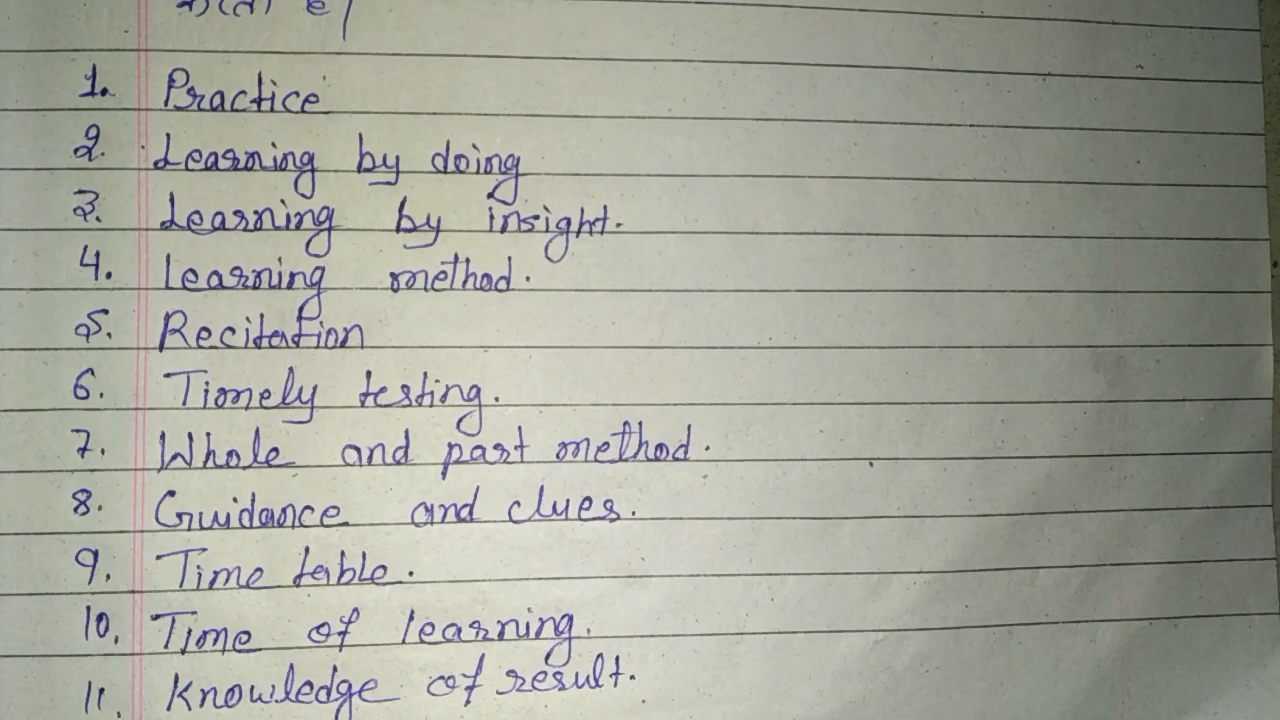 है।
1. Practice
2. Learning by doing
3. Learning by insight.
4. Learning method.
5. Recitation
6. Timely testing.
7. Whole and part method.
8. Guidance and clues.
9. Time table.
10. Time of learning.
11. Knowledge of result.